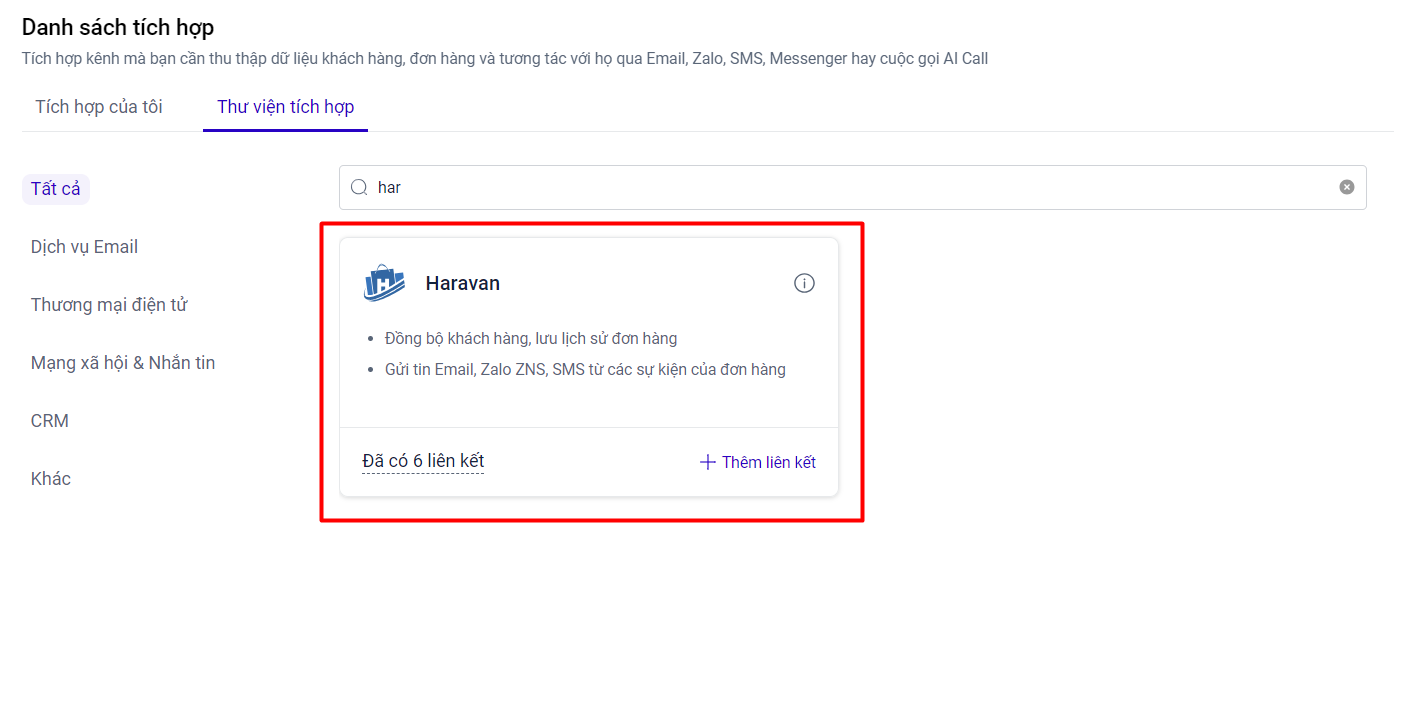 Danh sách tích hợp
Tích hợp kênh mà bạn cần thu thập dữ liệu khách hàng, đơn hàng và tương tác với họ qua Email, Zalo, SMS, Messenger hay cuộc gọi AI Call
Tích hợp của tôi
Thư viện tích hợp
Tất cả
har
Dịch vụ Email
Thương mại điện tử
Mạng xã hội & Nhắn tin
CRM
Khác
H
Haravan
Đồng bộ khách hàng, lưu lịch sử đơn hàng
Gửi tin Email, Zalo ZNS, SMS từ các sự kiện của đơn hàng
Đã có 6 liên kết
Thêm liên kết